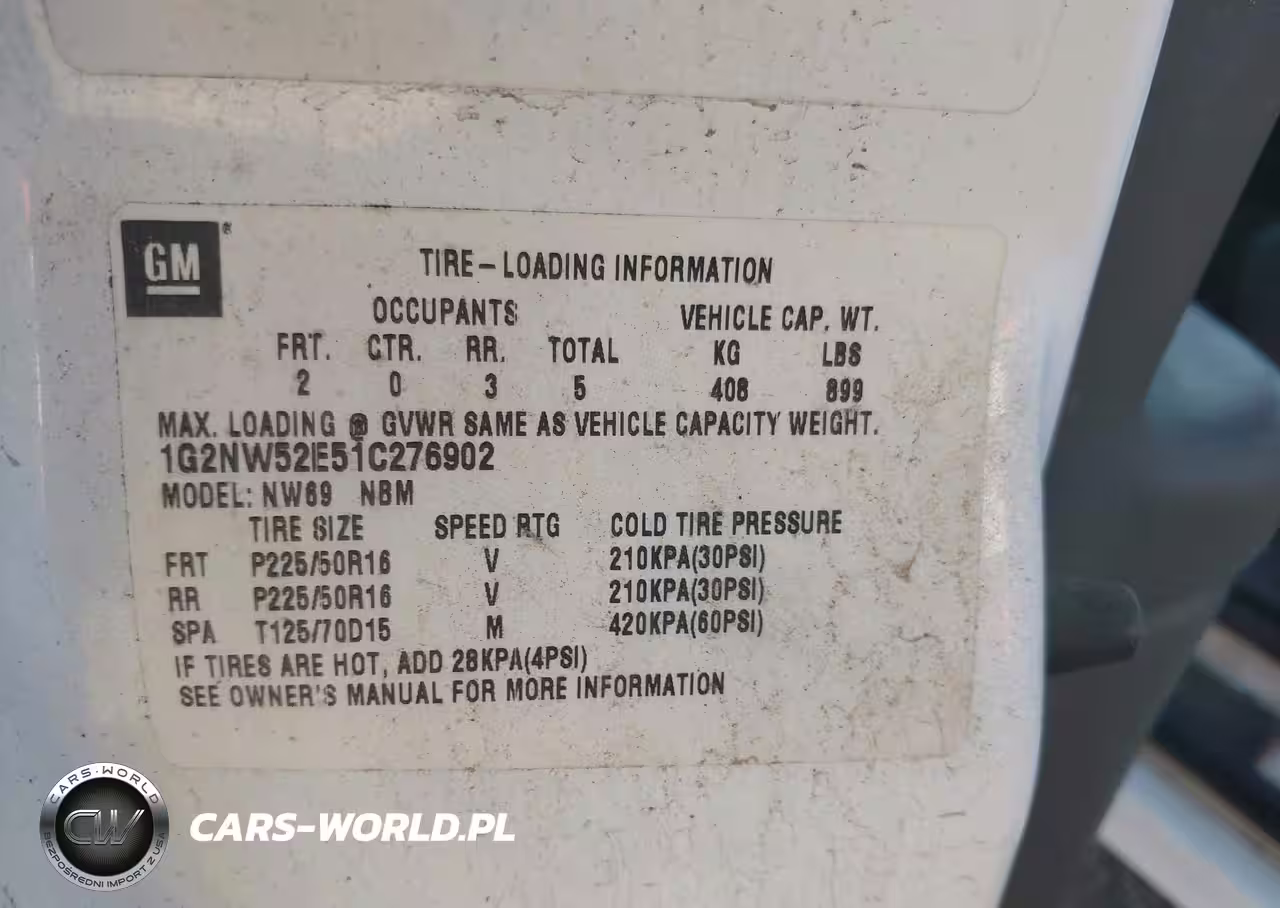 GM®
TIRE-LOADING INFORMATION
OCCUPANTS VEHICLE CAP. WT.
FRT. CTR. RR. TOTAL KG LBS
2 0 3 5 408 899
MAX. LOADING @ GVWR SAME AS VEHICLE CAPACITY WEIGHT.
1G2NW52E51C276902
MODEL: NW69 NBM
TIRE SIZE SPEED RTG COLD TIRE PRESSURE
FRT P225/50R16 V 210KPA(30PSI)
RR P225/50R16 V 210KPA(30PSI)
SPA T125/70D15 M 420KPA(60PSI)
IF TIRES ARE HOT, ADD 28KPA(4PSI)
SEE OWNER'S MANUAL FOR MORE INFORMATION
CARS-WORLD
CW
BEZPOŚREDNI IMPORT Z USA
CARS-WORLD.PL